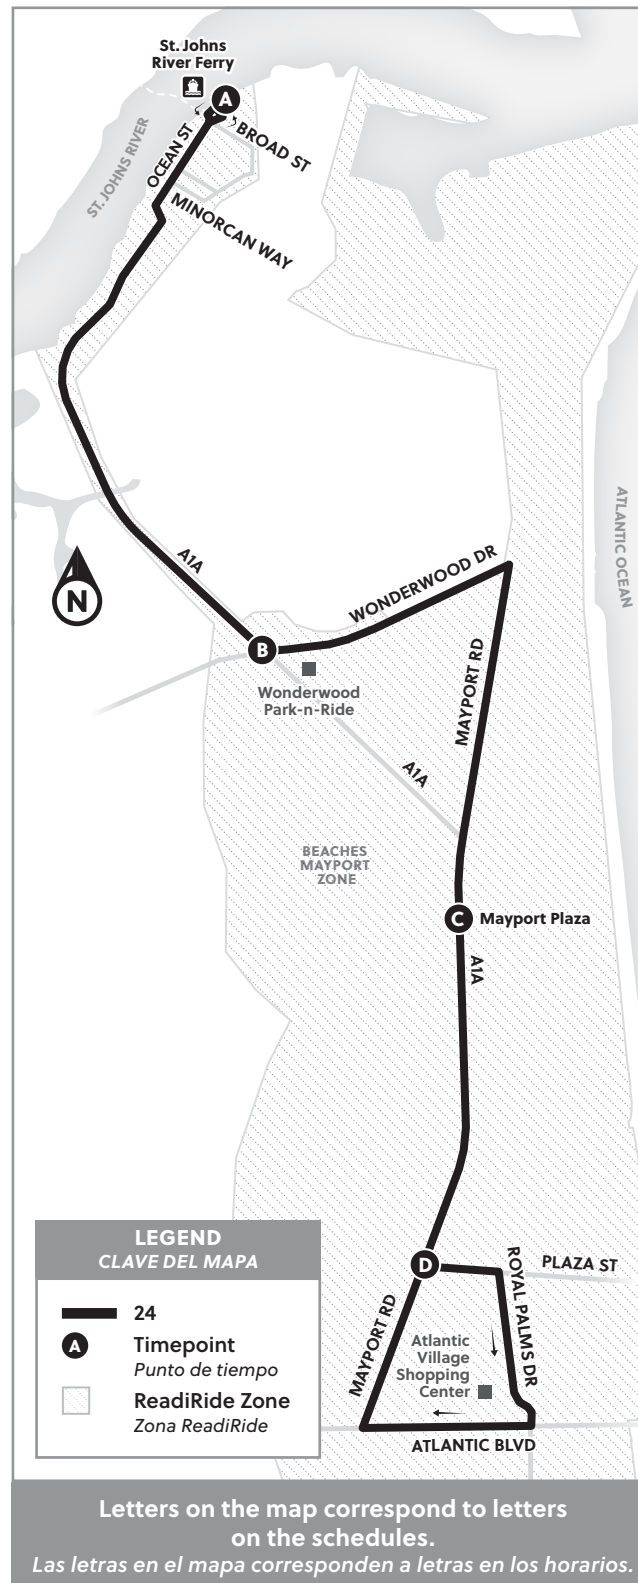 St. Johns
River Ferry
A
BROAD ST
OCEAN ST
ST. JOHNS RIVER
MINORCAN WAY
ATLANTIC OCEAN
N
A1A
WONDERWOOD DR
B
Wonderwood
Park-n-Ride
MAYPORT RD
A1A
BEACHES
MAYPORT
ZONE
C
Mayport Plaza
A1A
D
PLAZA ST
ROYAL PALMS DR
MAYPORT RD
Atlantic
Village
Shopping
Center
ATLANTIC BLVD
LEGEND
CLAVE DEL MAPA
24
A
Timepoint
Punto de tiempo
ReadiRide Zone
Zona ReadiRide
Letters on the map correspond to letters
on the schedules.
Las letras en el mapa corresponden a letras en los horarios.